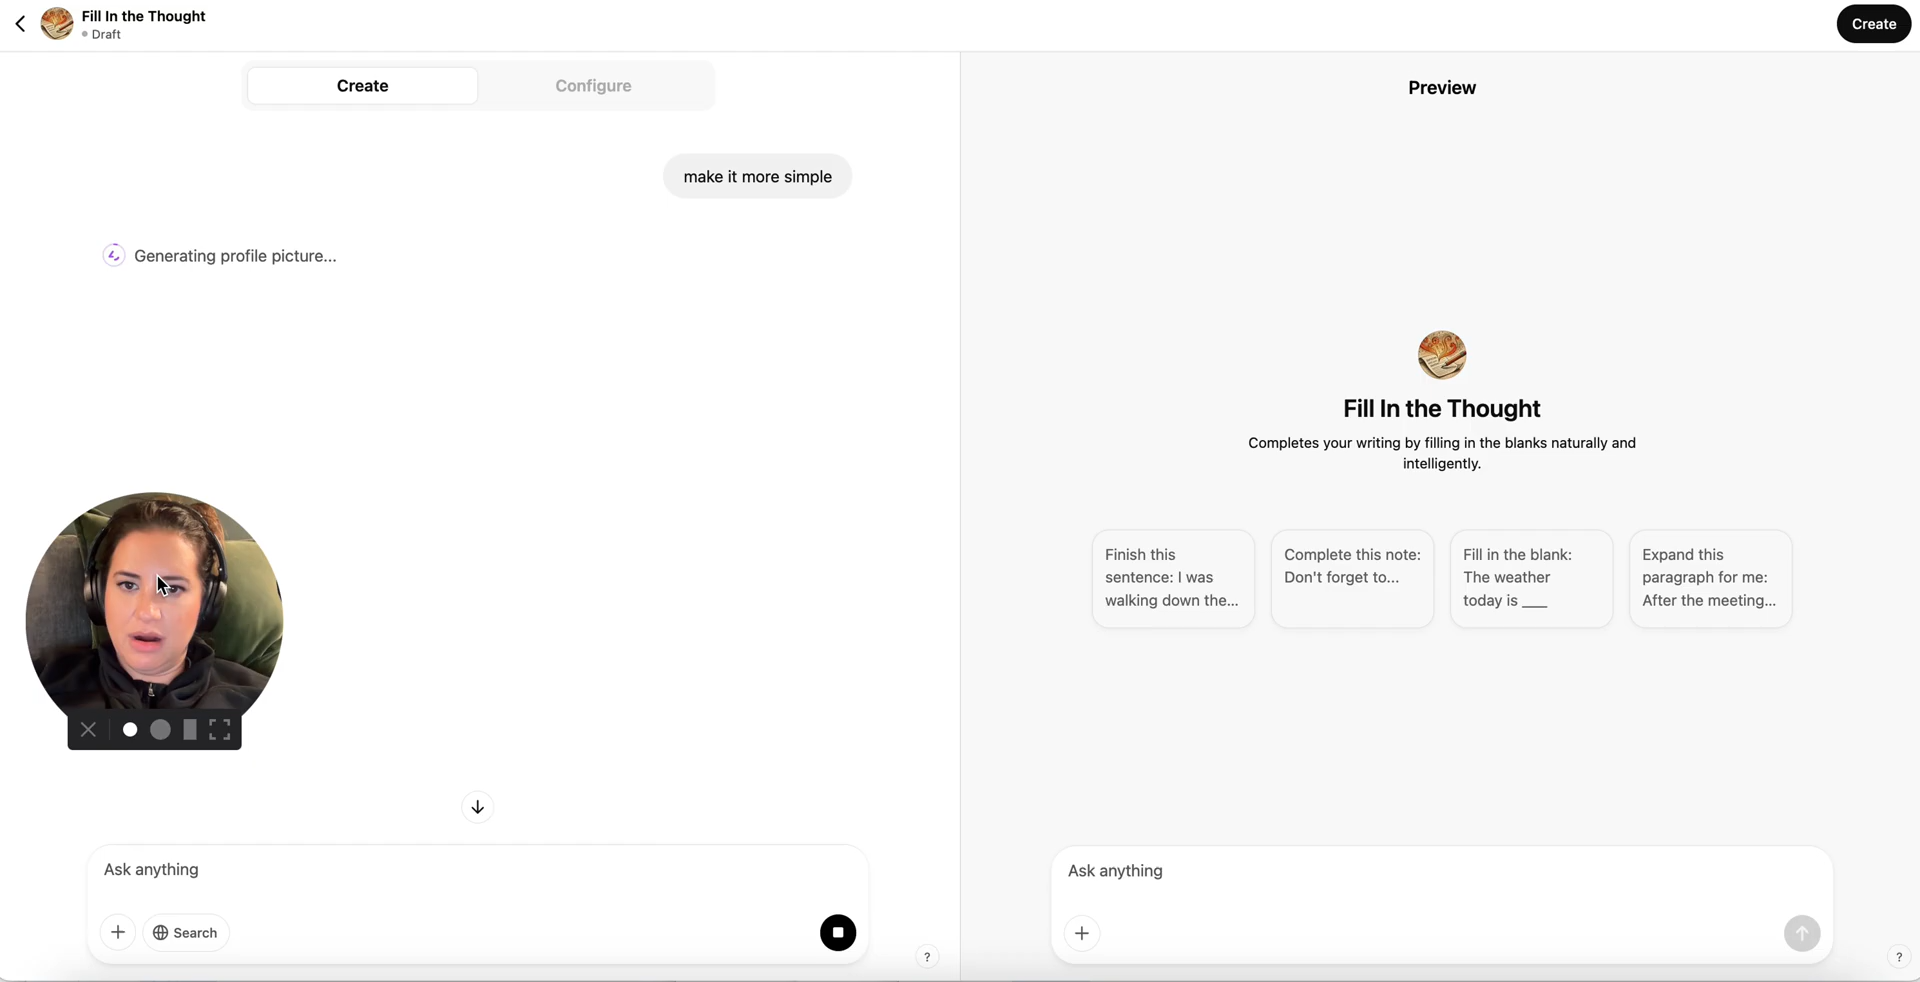 Fill In the Thought
Draft
Create
Create
Configure
make it more simple
Generating profile picture...
Ask anything
Search
?
Preview
Fill In the Thought
Completes your writing by filling in the blanks naturally and
intelligently.
Finish this
sentence: I was
walking down the...
Complete this note:
Don't forget to...
Fill in the blank:
The weather
today is ___
Expand this
paragraph for me:
After the meeting...
Ask anything
?